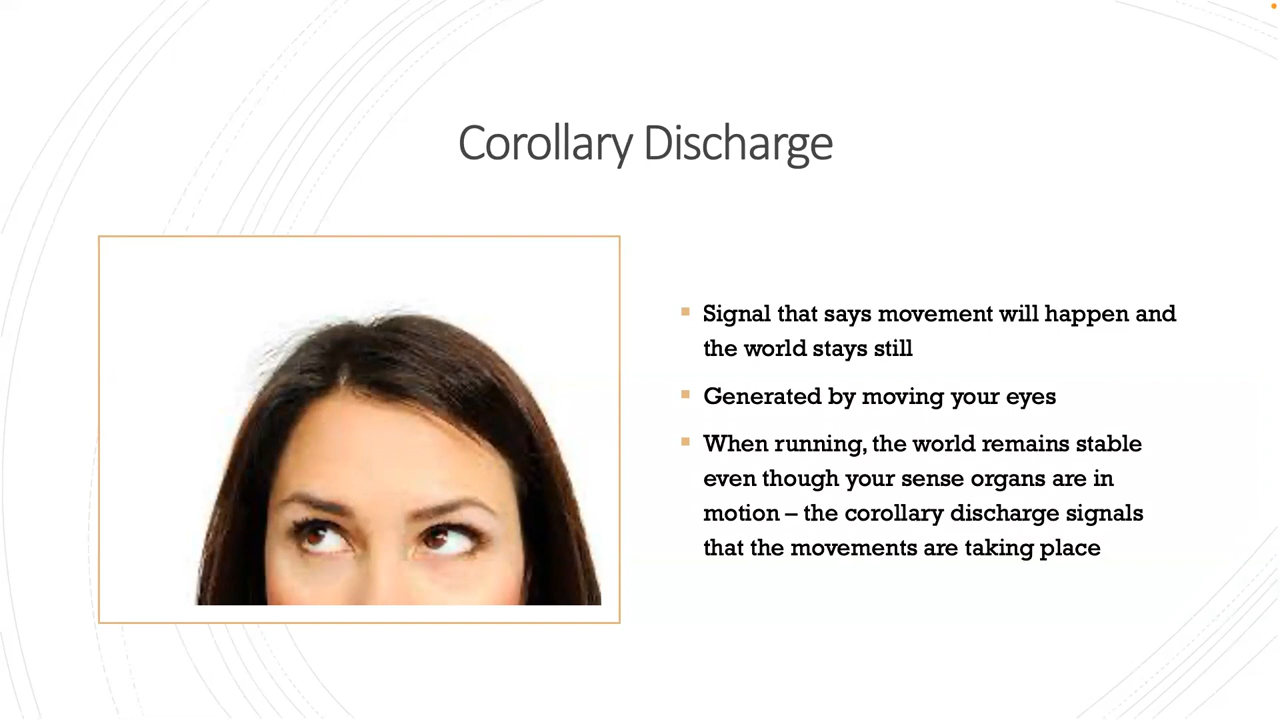 Corollary Discharge
Signal that says movement will happen and
the world stays still
Generated by moving your eyes
When running, the world remains stable
even though your sense organs are in
motion – the corollary discharge signals
that the movements are taking place